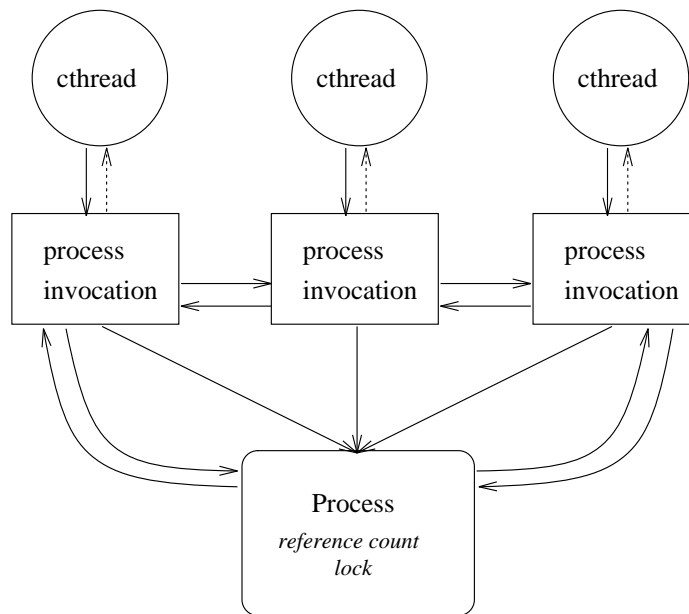 cthread
cthread
cthread
process
invocation
process
invocation
process
invocation
Process
reference count
lock